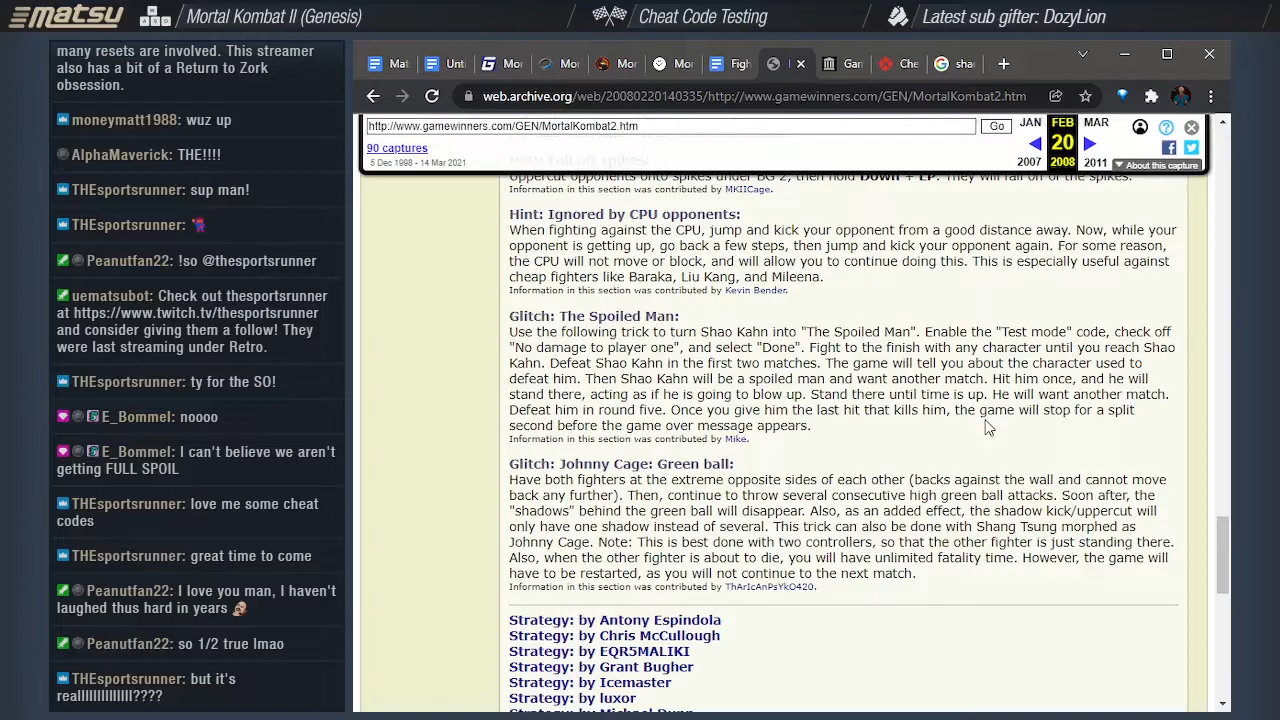 ematsu
W
A S D
Mortal Kombat II (Genesis)
Cheat Code Testing
Latest sub gifter: DozyLion
many resets are involved. This streamer
also has a bit of a Return to Zork
obsession.
moneymatt1988: wuz up
AlphaMaverick: THE!!!!
THEsportsrunner: sup man!
THEsportsrunner:
Peanutfan22: !so @thesportsrunner
uematsubot: Check out thesportsrunner
at https://www.twitch.tv/thesportsrunner
and consider giving them a follow! They
were last streaming under Retro.
THEsportsrunner: ty for the SO!
E_Bommel: noooo
E_Bommel: I can't believe we aren't
getting FULL SPOIL
THEsportsrunner: love me some cheat
codes
THEsportsrunner: great time to come
Peanutfan22: I love you man, I haven't
laughed thus hard in years
Peanutfan22: so 1/2 true lmao
THEsportsrunner: but it's
realllllllllllllll????
Mat
Unti
Mor
Mor
Mor
Mor
Figh
Gar
Che
sha
web.archive.org/web/20080220140335/http://www.gamewinners.com/GEN/MortalKombat2.htm
http://www.gamewinners.com/GEN/MortalKombat2.htm
Go
JAN
FEB
MAR
90 captures
20
5 Dec 1998 - 14 Mar 2021
2007
2008
2011
About this capture
Hint: Fall off spikes:
Uppercut opponents onto spikes under BG 2, then hold Down + LP. They will fall off of the spikes.
Information in this section was contributed by MKIICage.
Hint: Ignored by CPU opponents:
When fighting against the CPU, jump and kick your opponent from a good distance away. Now, while your
opponent is getting up, go back a few steps, then jump and kick your opponent again. For some reason,
the CPU will not move or block, and will allow you to continue doing this. This is especially useful against
cheap fighters like Baraka, Liu Kang, and Mileena.
Information in this section was contributed by Kevin Bender.
Glitch: The Spoiled Man:
Use the following trick to turn Shao Kahn into "The Spoiled Man". Enable the "Test mode" code, check off
"No damage to player one", and select "Done". Fight to the finish with any character until you reach Shao
Kahn. Defeat Shao Kahn in the first two matches. The game will tell you about the character used to
defeat him. Then Shao Kahn will be a spoiled man and want another match. Hit him once, and he will
stand there, acting as if he is going to blow up. Stand there until time is up. He will want another match.
Defeat him in round five. Once you give him the last hit that kills him, the game will stop for a split
second before the game over message appears.
Information in this section was contributed by Mike.
Glitch: Johnny Cage: Green ball:
Have both fighters at the extreme opposite sides of each other (backs against the wall and cannot move
back any further). Then, continue to throw several consecutive high green ball attacks. Soon after, the
"shadows" behind the green ball will disappear. Also, as an added effect, the shadow kick/uppercut will
only have one shadow instead of several. This trick can also be done with Shang Tsung morphed as
Johnny Cage. Note: This is best done with two controllers, so that the other fighter is just standing there.
Also, when the other fighter is about to die, you will have unlimited fatality time. However, the game will
have to be restarted, as you will not continue to the next match.
Information in this section was contributed by ThArIcAnPsYkO420.
Strategy: by Antony Espindola
Strategy: by Chris McCullough
Strategy: by EQR5MALIKI
Strategy: by Grant Bugher
Strategy: by Icemaster
Strategy: by luxor
Strategy: by Michael Dunn